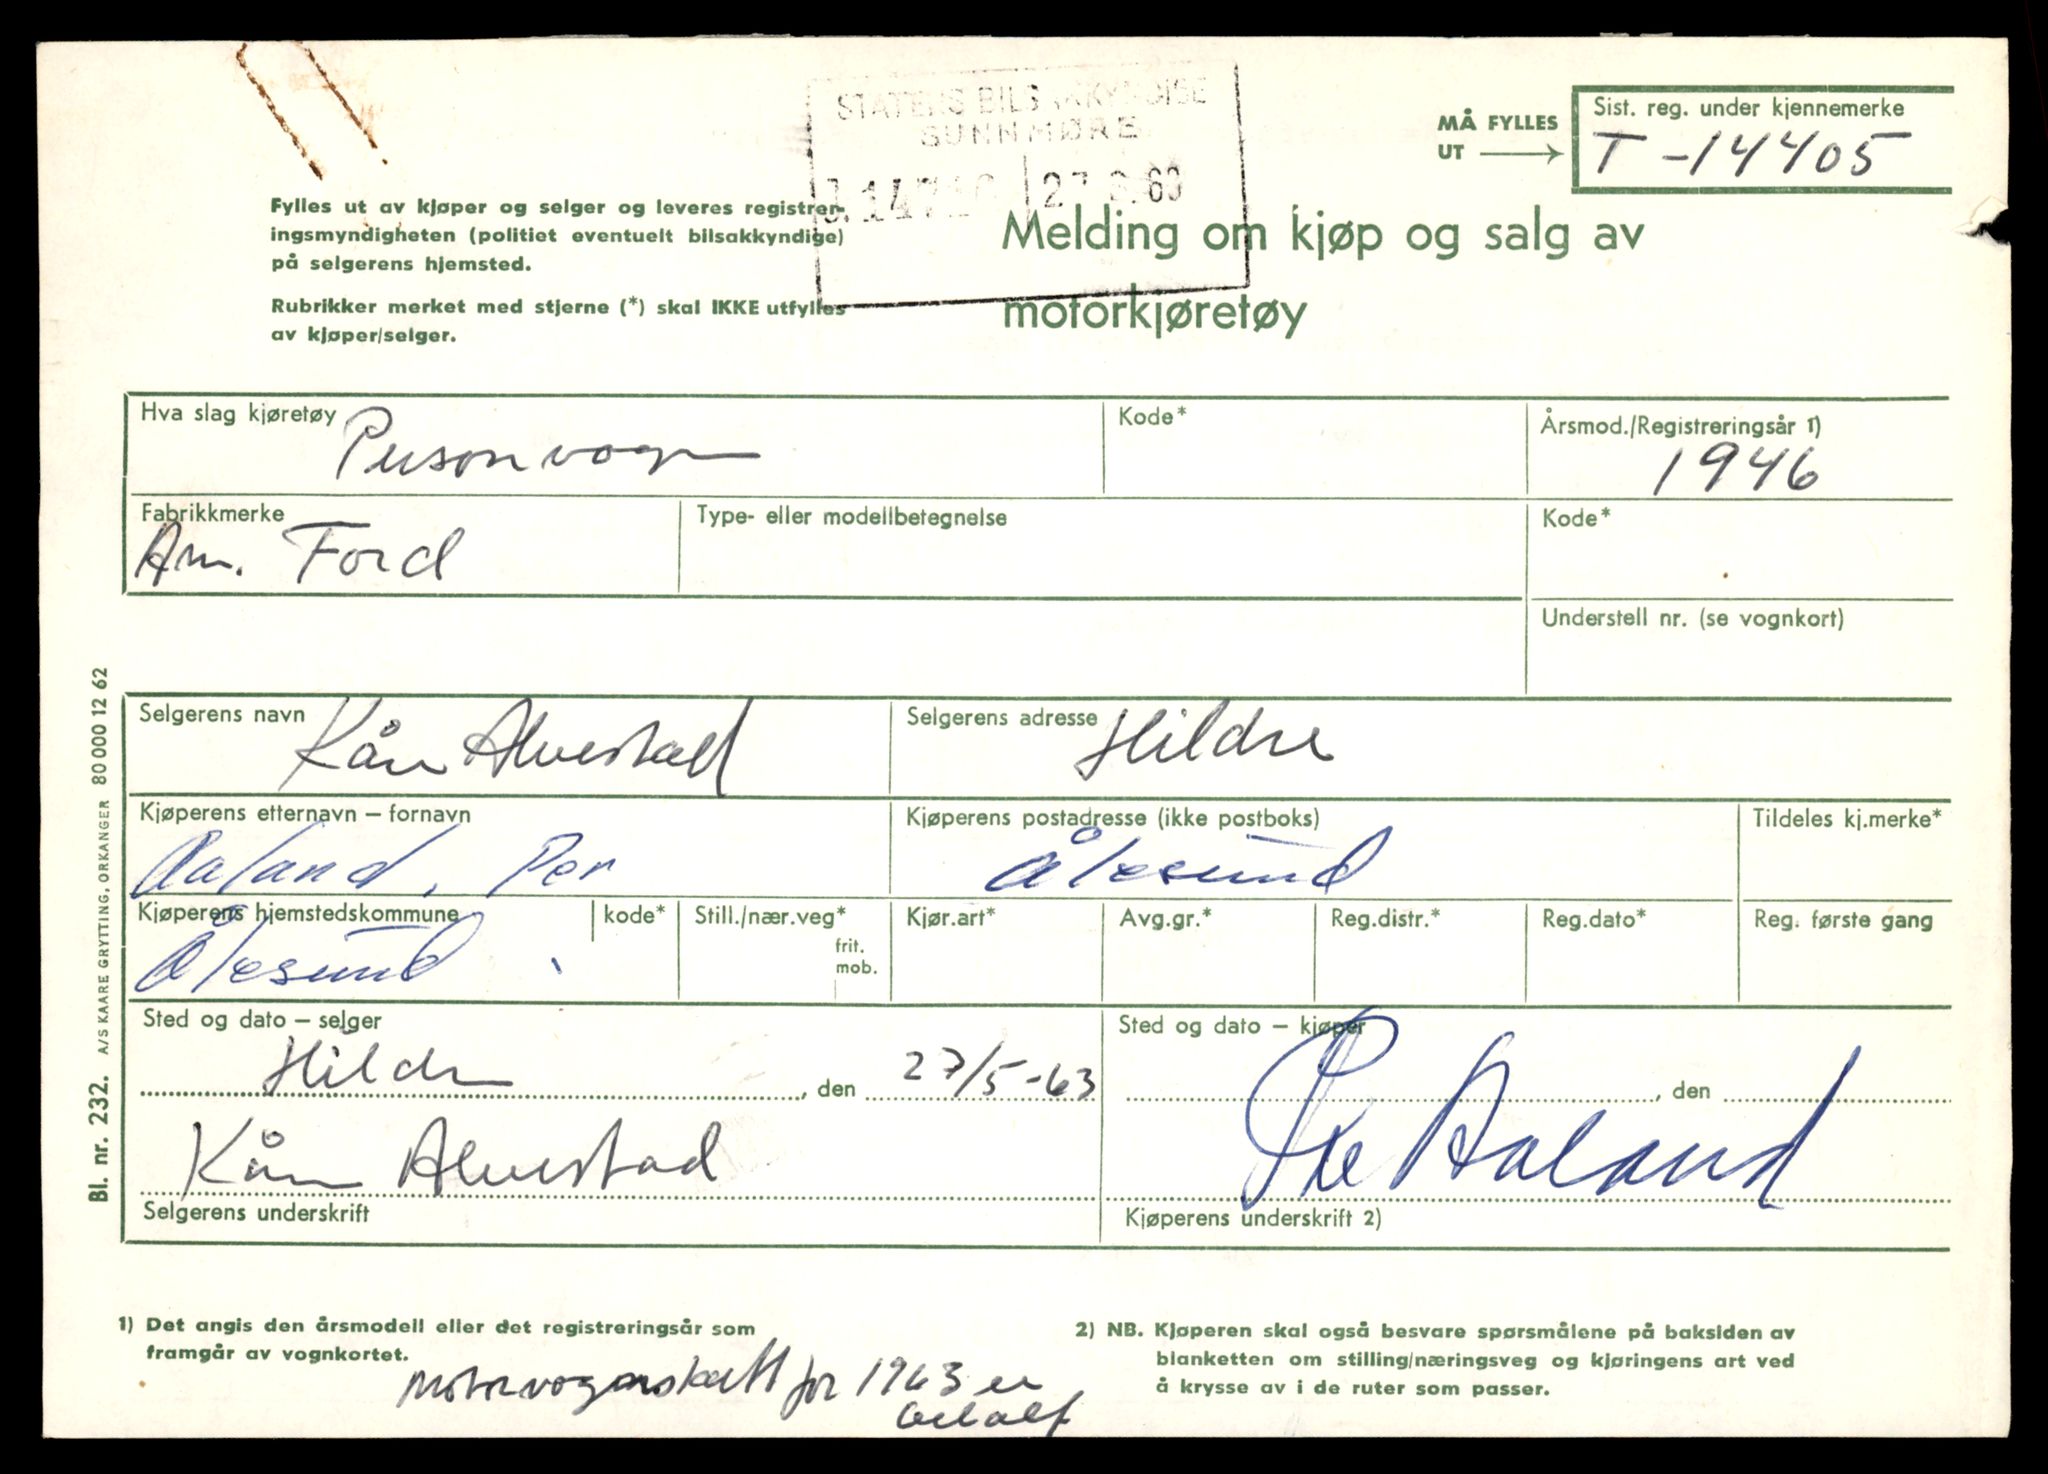 STATENS BILSAKKYNDIGE
SUNNMØRE
MÅ FYLLES
UT
Sist. reg. under kjennemerke
T-14405
Fylles ut av kjøper og selger og leveres registrer-
ingsmyndigheten (politiet eventuelt bilsakkyndige)
på selgerens hjemsted.
Rubrikker merket med stjerne (*) skal IKKE utfylles
av kjøper/selger.
Melding om kjøp og salg av
motorkjøretøy
Hva slag kjøretøy
Personvogn
Kode*
Årsmod./Registreringsår 1)
1946
Fabrikkmerke
Am. Ford
Type- eller modellbetegnelse
Kode*
Understell nr. (se vognkort)
Selgerens navn
Kåre Alvestad
Selgerens adresse
Hildre
Kjøperens etternavn – fornavn
Aaland, Per
Kjøperens postadresse (ikke postboks)
Ålesund
Tildeles kj.merke*
Kjøperens hjemstedskommune
Ålesund
kode*
Still./nær.veg*
frit.
mob.
Kjør.art*
Avg.gr.*
Reg.distr.*
Reg.dato*
Reg. første gang
Sted og dato – selger
Hildre, den 27/5-63
Kåre Alvestad
Selgerens underskrift
Sted og dato – kjøper
, den
Per Aaland
Kjøperens underskrift 2)
Bl. nr. 232. A/S KAARE GRYTTING, ORKANGER 80000 12 62
1) Det angis den årsmodell eller det registreringsår som
framgår av vognkortet.
Motorvognskatt for 1963 er
betalt
2) NB. Kjøperen skal også besvare spørsmålene på baksiden av
blanketten om stilling/næringsveg og kjøringens art ved
å krysse av i de ruter som passer.